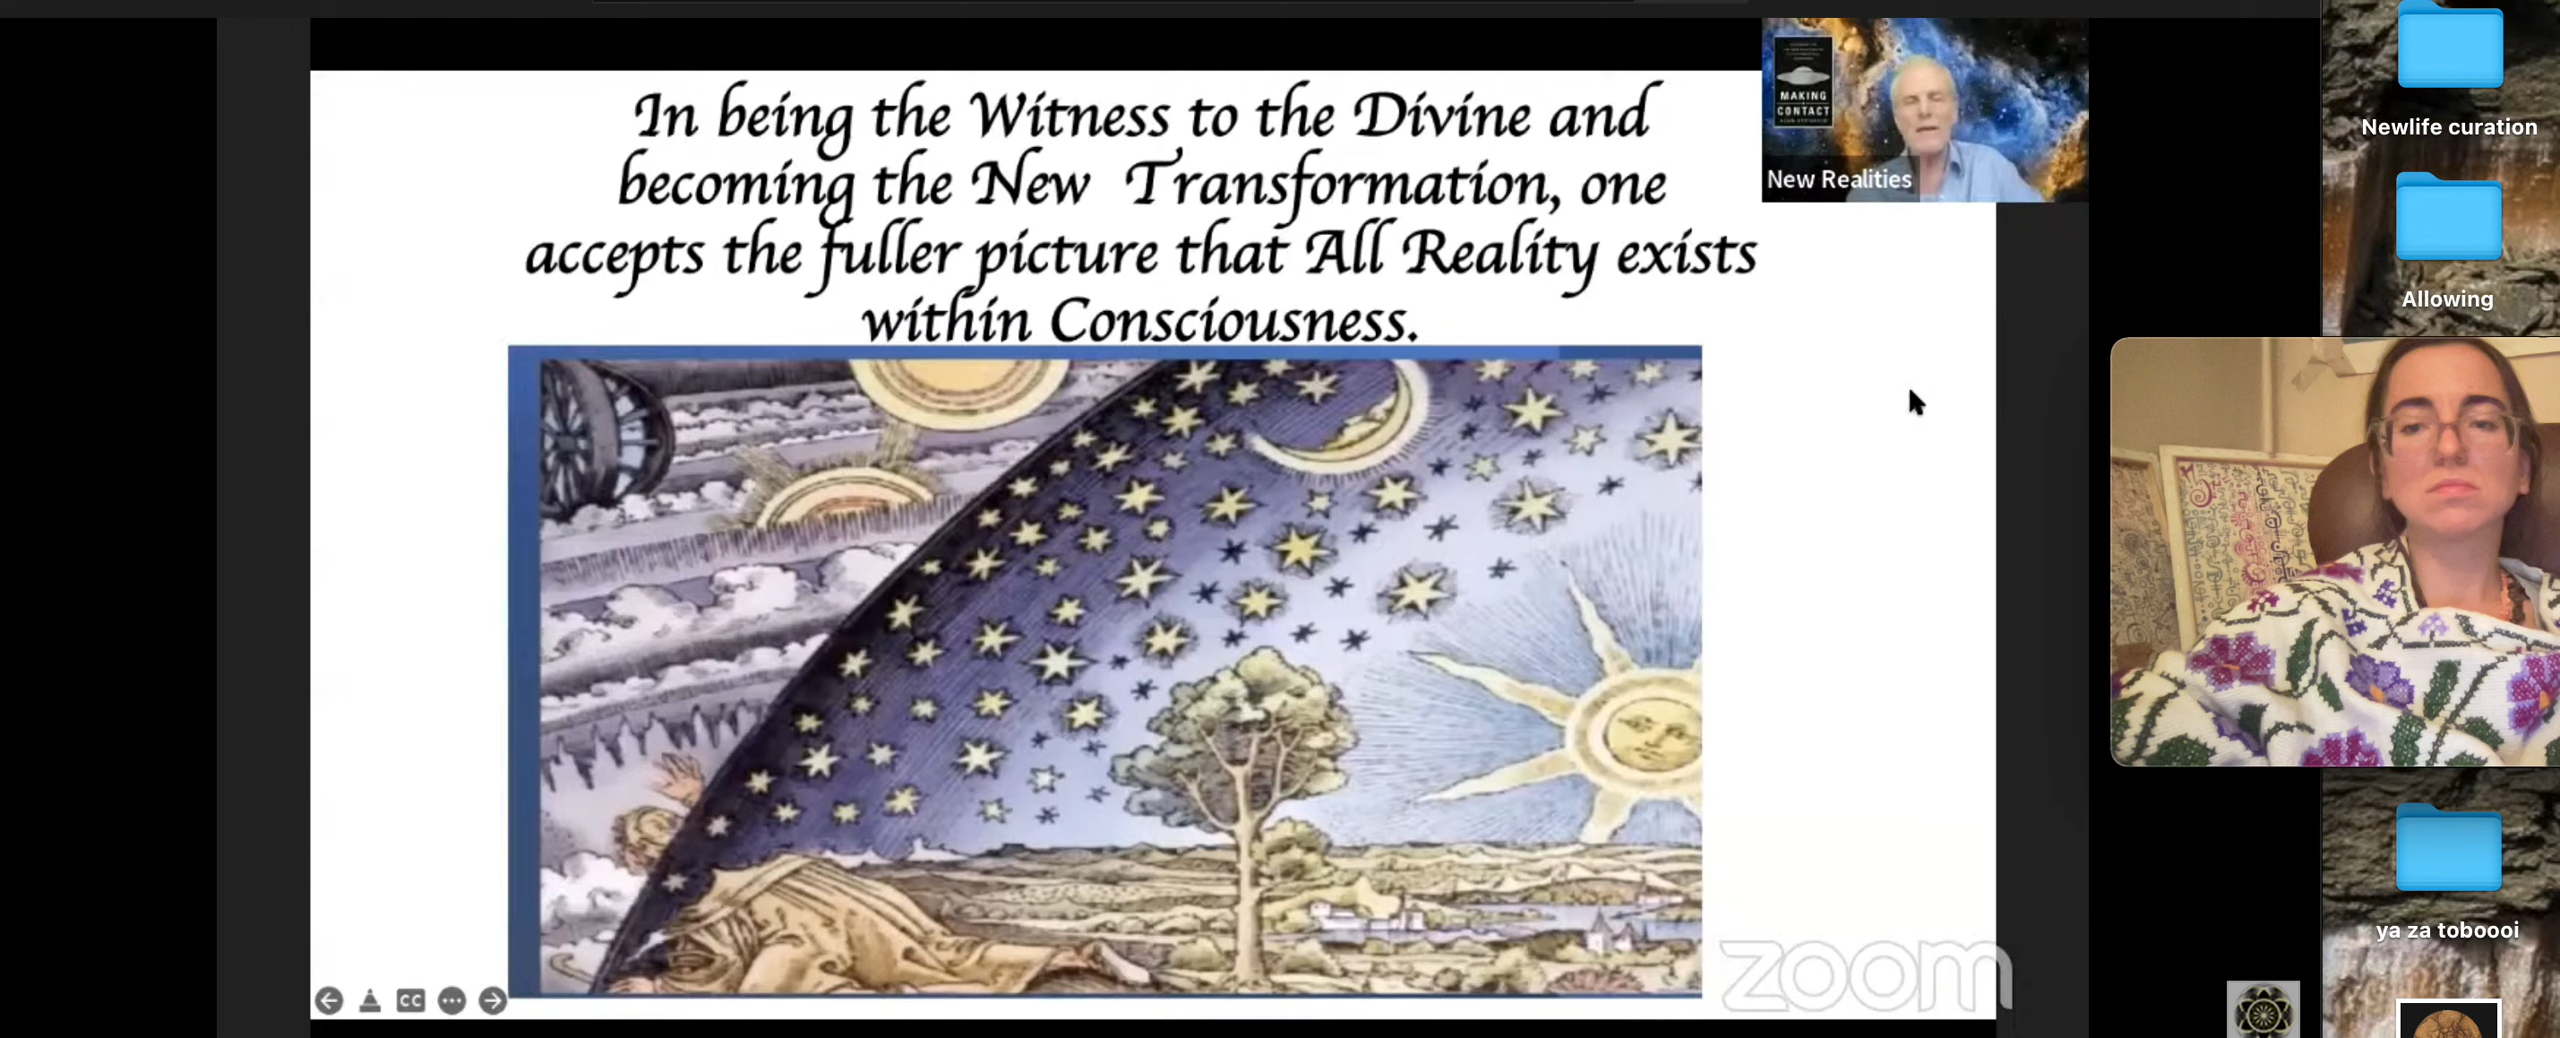 In being the Witness to the Divine and
becoming the New Transformation, one
accepts the fuller picture that All Reality exists
within Consciousness.
MAKING
CONTACT
New Realities
Newlife curation
Allowing
ya za toboooi
CC
zoom